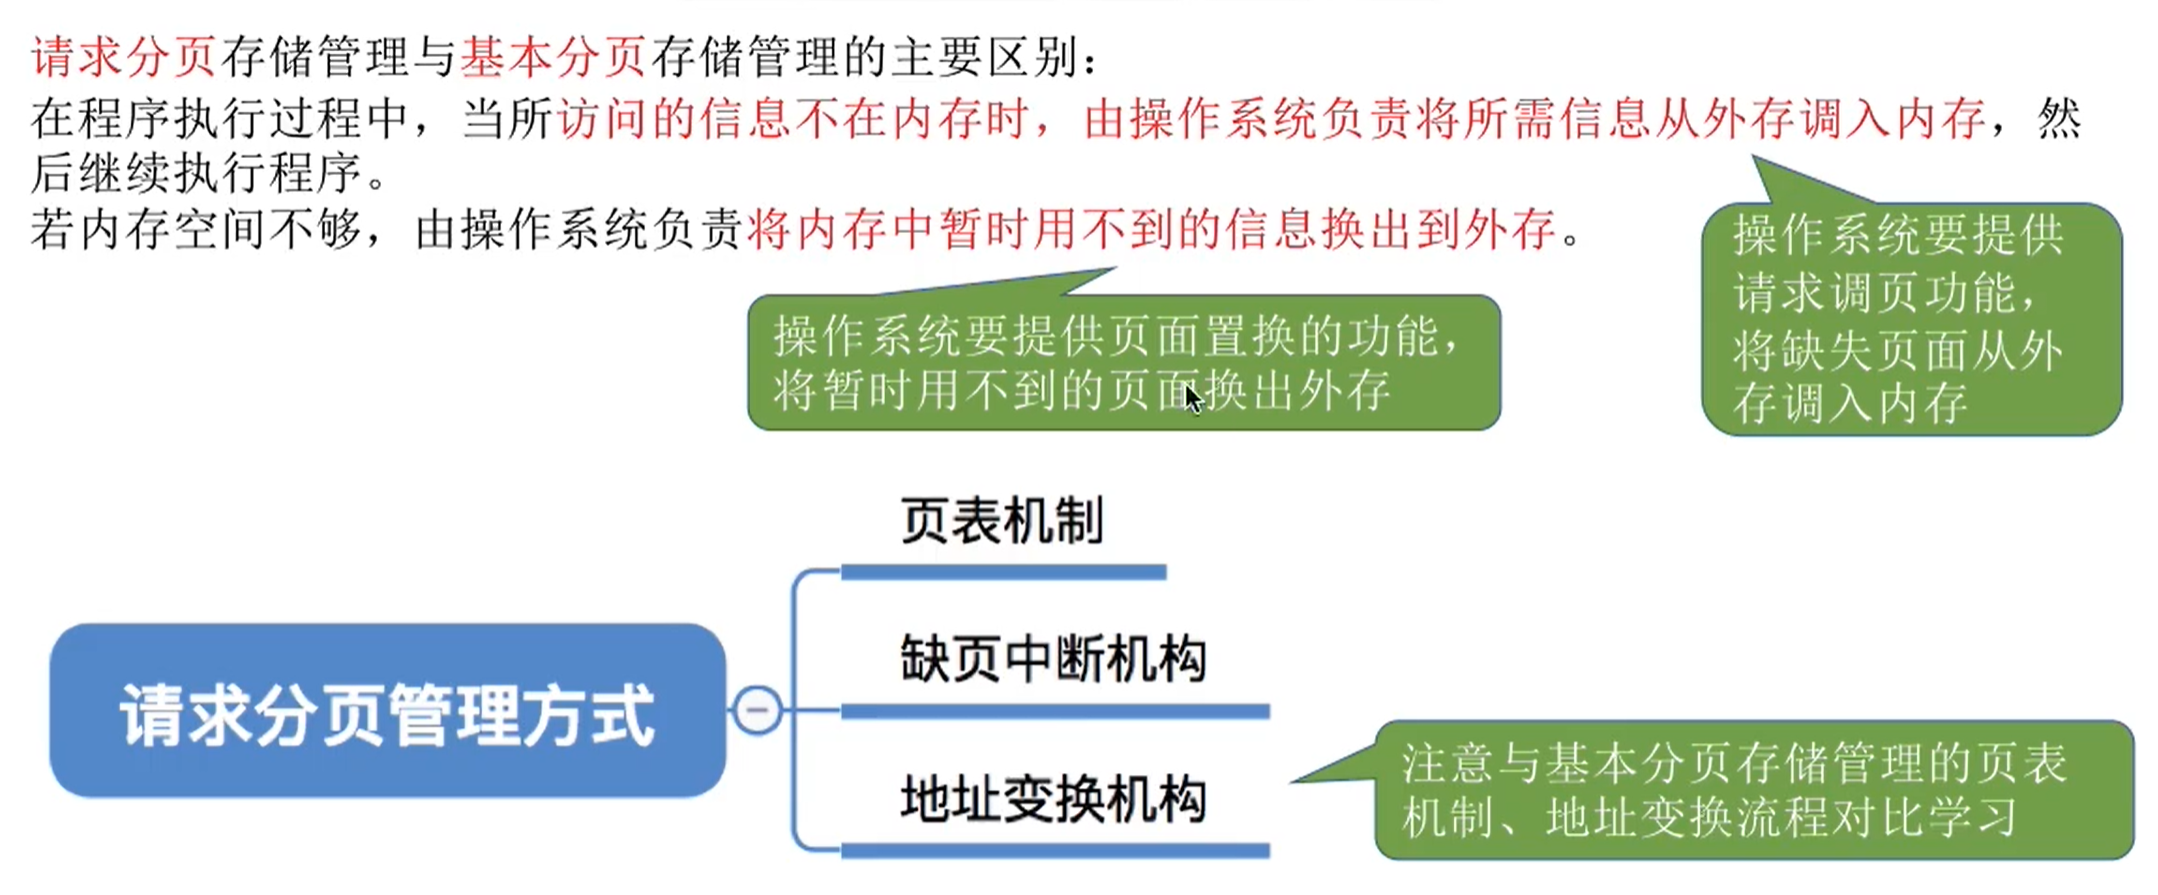 请求分页存储管理与基本分页存储管理的主要区别：
在程序执行过程中，当所访问的信息不在内存时，由操作系统负责将所需信息从外存调入内存，然
后继续执行程序。
若内存空间不够，由操作系统负责将内存中暂时用不到的信息换出到外存。
操作系统要提供
请求调页功能，
将缺失页面从外
存调入内存
操作系统要提供页面置换的功能，
将暂时用不到的页面换出外存
请求分页管理方式
页表机制
缺页中断机构
地址变换机构
注意与基本分页存储管理的页表
机制、地址变换流程对比学习